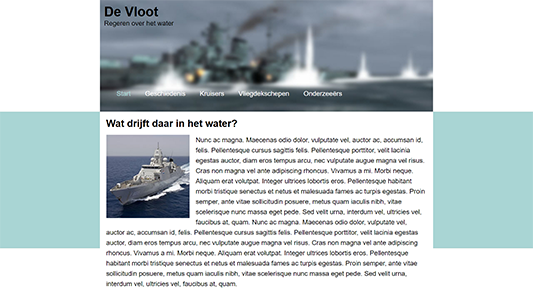 De Vloot
Regeren over het water
Start Geschiedenis Kruisers Vliegdekschepen Onderzeeërs
Wat drijft daar in het water?
Nunc ac magna. Maecenas odio dolor, vulputate vel, auctor ac, accumsan id,
felis. Pellentesque cursus sagittis felis. Pellentesque porttitor, velit lacinia
egestas auctor, diam eros tempus arcu, nec vulputate augue magna vel risus.
Cras non magna vel ante adipiscing rhoncus. Vivamus a mi. Morbi neque.
Aliquam erat volutpat. Integer ultrices lobortis eros. Pellentesque habitant
morbi tristique senectus et netus et malesuada fames ac turpis egestas. Proin
semper, ante vitae sollicitudin posuere, metus quam iaculis nibh, vitae
scelerisque nunc massa eget pede. Sed velit urna, interdum vel, ultricies vel,
faucibus at, quam. Nunc ac magna. Maecenas odio dolor, vulputate vel,
auctor ac, accumsan id, felis. Pellentesque cursus sagittis felis. Pellentesque porttitor, velit lacinia egestas
auctor, diam eros tempus arcu, nec vulputate augue magna vel risus. Cras non magna vel ante adipiscing
rhoncus. Vivamus a mi. Morbi neque. Aliquam erat volutpat. Integer ultrices lobortis eros. Pellentesque
habitant morbi tristique senectus et netus et malesuada fames ac turpis egestas. Proin semper, ante vitae
sollicitudin posuere, metus quam iaculis nibh, vitae scelerisque nunc massa eget pede. Sed velit urna,
interdum vel, ultricies vel, faucibus at, quam.